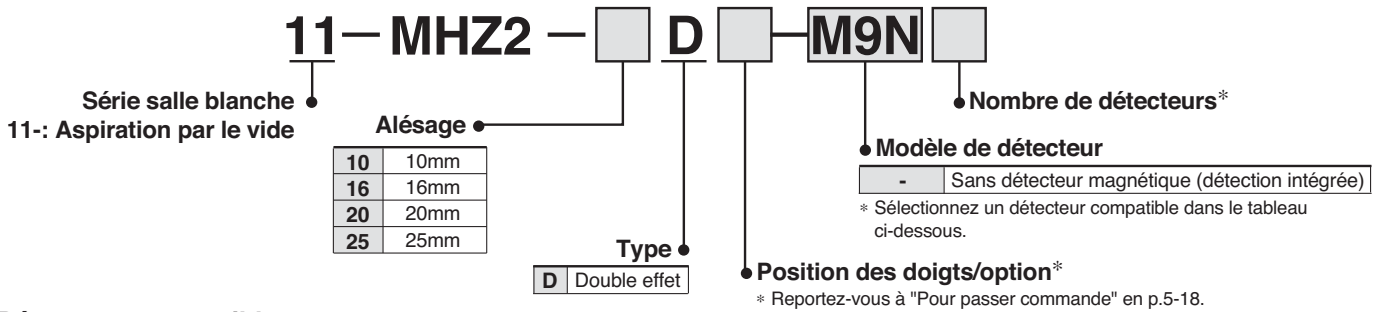 11 — MHZ2 — D — M9N
Série salle blanche
11-: Aspiration par le vide
Alésage
10 10mm
16 16mm
20 20mm
25 25mm
Type
D Double effet
Nombre de détecteurs*
Modèle de détecteur
- Sans détecteur magnétique (détection intégrée)
* Sélectionnez un détecteur compatible dans le tableau
ci-dessous.
Position des doigts/option*
* Reportez-vous à "Pour passer commande" en p.5-18.